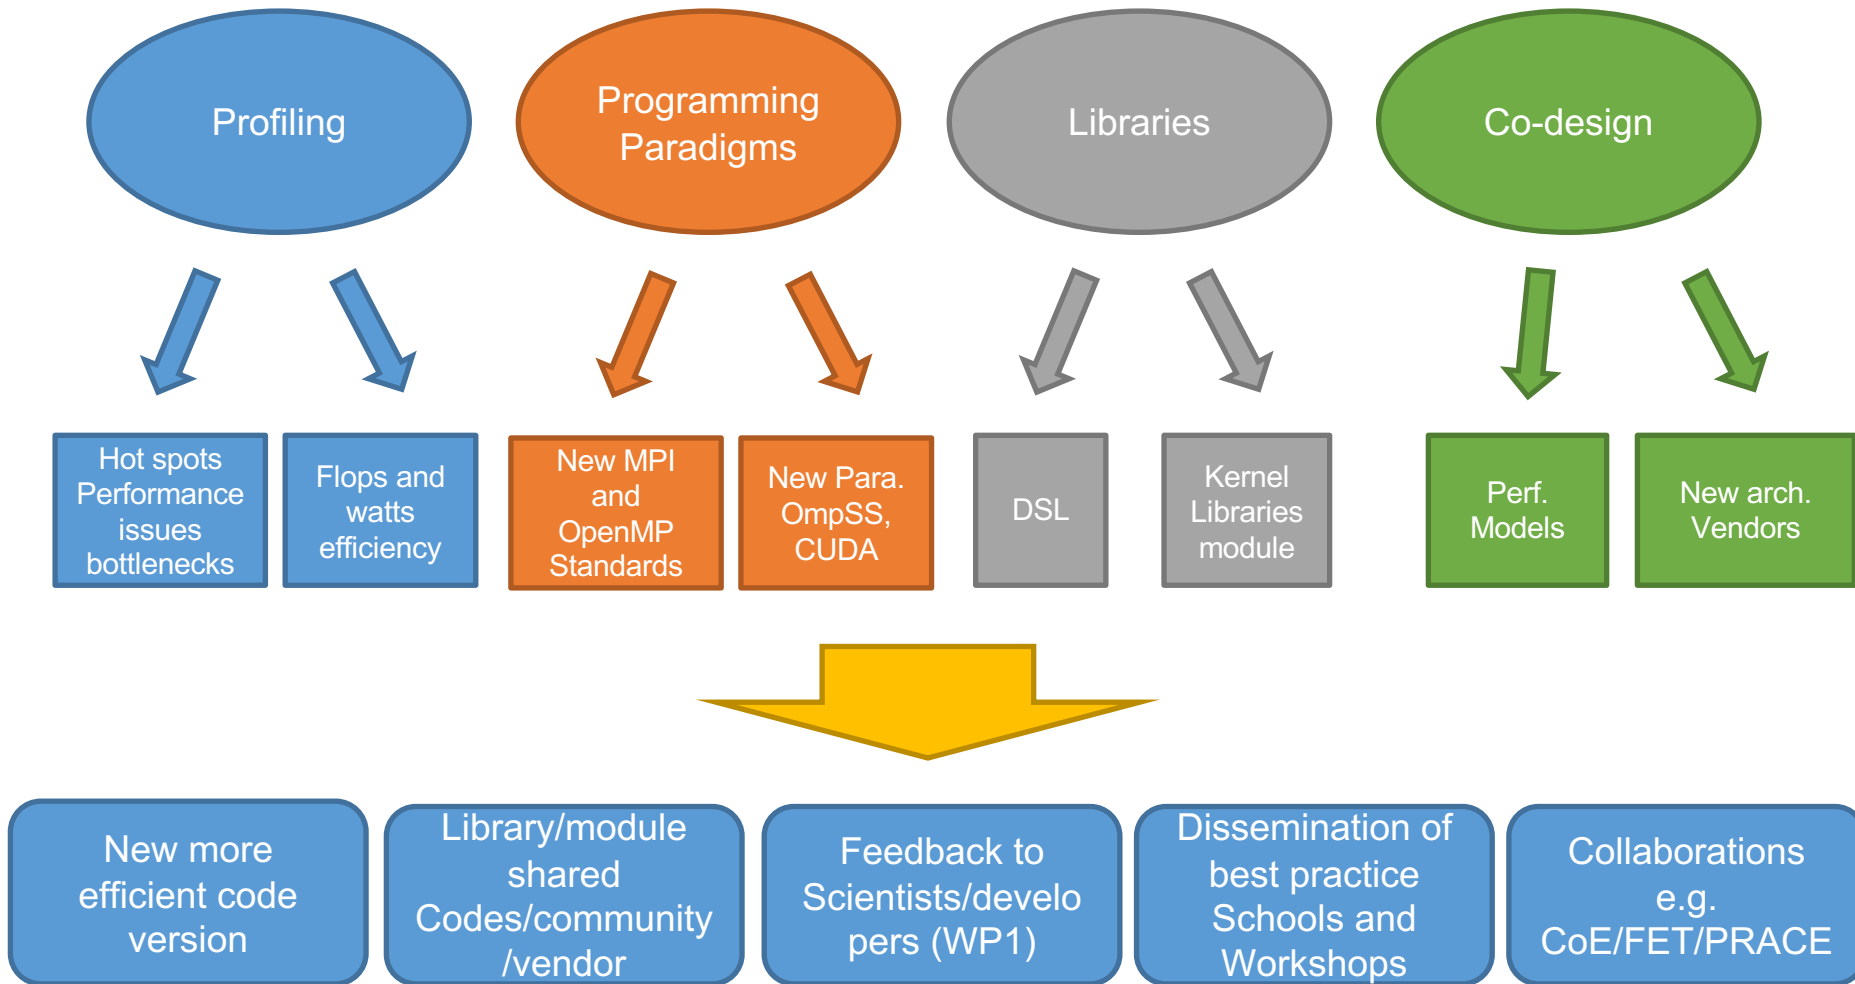 Profiling
Programming
Paradigms
Libraries
Co-design
Hot spots
Performance
issues
bottlenecks
Flops and
watts
efficiency
New MPI
and
OpenMP
Standards
New Para.
OmpSS,
CUDA
DSL
Kernel
Libraries
module
Perf.
Models
New arch.
Vendors
New more
efficient code
version
Library/module
shared
Codes/community
/vendor
Feedback to
Scientists/develo
pers (WP1)
Dissemination of
best practice
Schools and
Workshops
Collaborations
e.g.
CoE/FET/PRACE